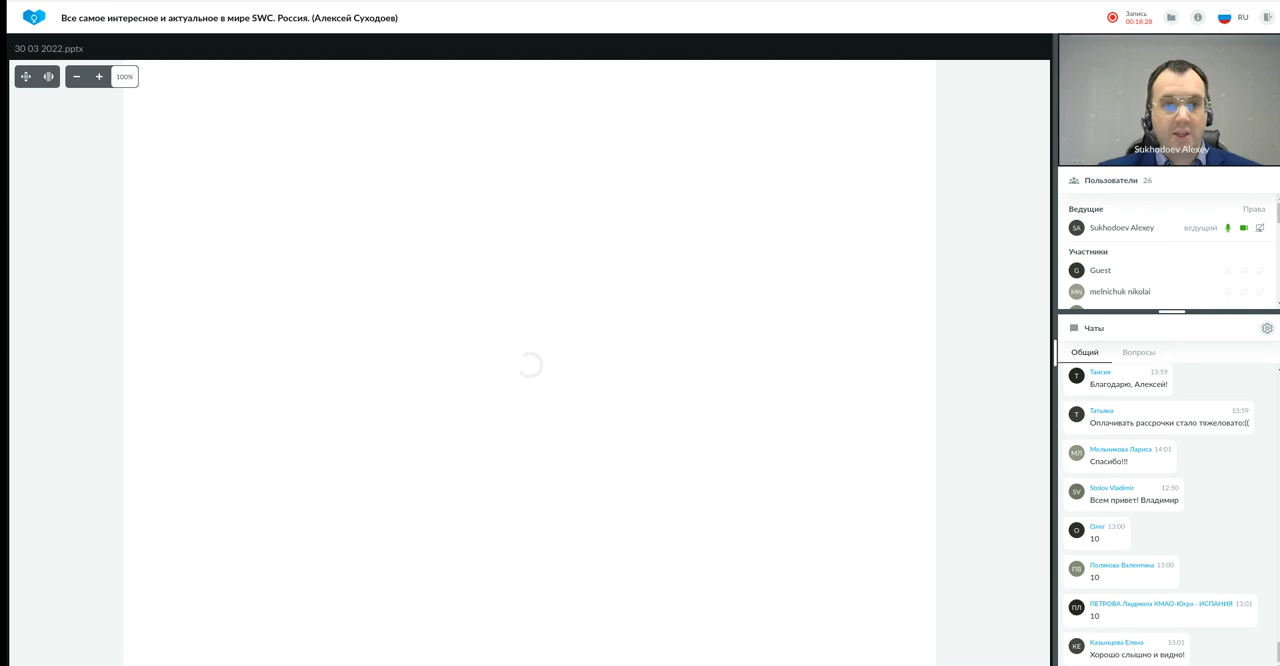 Все самое интересное и актуальное в мире SWC. Россия. (Алексей Суходоев)
Запись
00:18:28
RU
30 03 2022.pptx
100%
Sukhodoev Alexey
Пользователи 26
Ведущие Права
SA Sukhodoev Alexey ведущий
Участники
G Guest
MN melnichuk nikolai
Чаты
Общий Вопросы
Т Таисия 13:59
Благодарю, Алексей!
Т Татьяна 13:59
Оплачивать рассрочки стало тяжеловато:((
МЛ Мельникова Лариса 14:01
Спасибо!!!
SV Stolov Vladimir 12:50
Всем привет! Владимир
О Олег 13:00
10
ПВ Полякова Валентина 13:00
10
ПЛ ПЕТРОВА Людмила ХМАО-Югра - ИСПАНИЯ 13:01
10
КЕ Казынцева Елена 13:01
Хорошо слышно и видно!